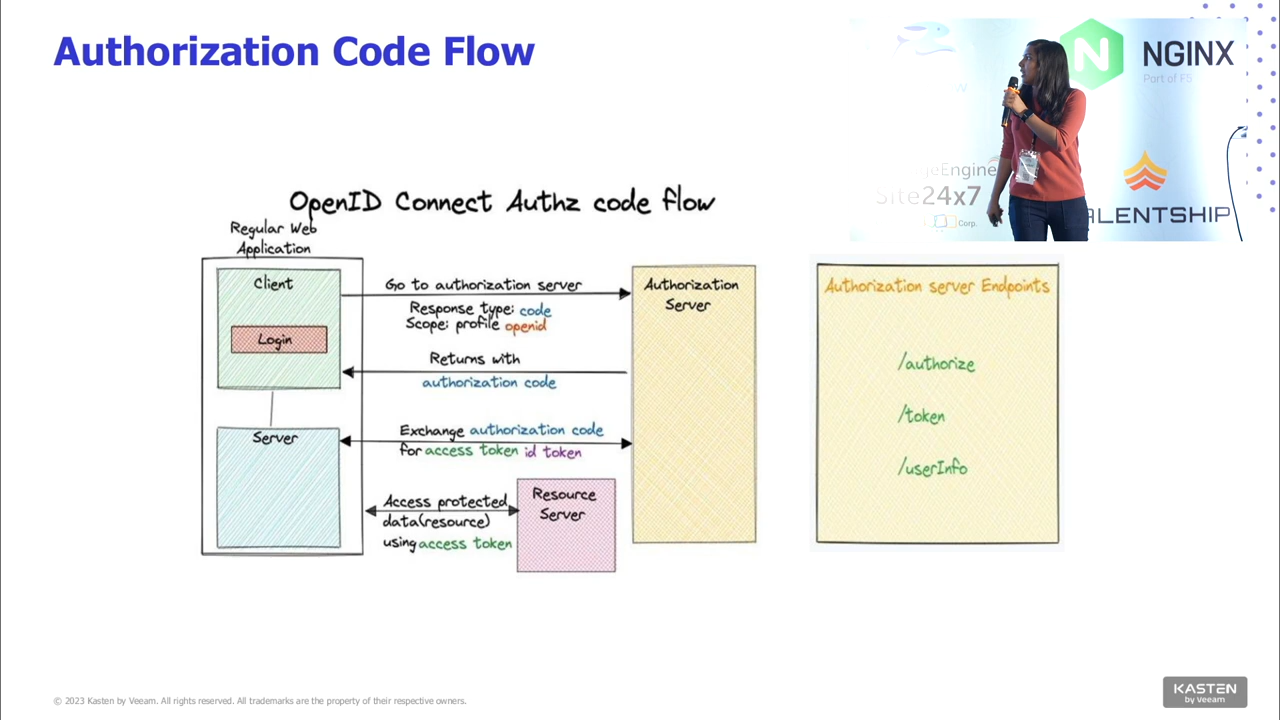 Authorization Code Flow
NGINX
Part of F5
Site24x7
Corp.
OpenID Connect Authz code flow
Regular Web
Application
Client
Login
Server
Go to authorization server
Response type: code
Scope: profile openid
Returns with
authorization code
Exchange authorization code
for access token id token
Access protected
data(resource)
using access token
Resource
Server
Authorization
Server
Authorization server Endpoints
/authorize
/token
/userInfo
© 2023 Kasten by Veeam. All rights reserved. All trademarks are the property of their respective owners.
KASTEN
by Veeam